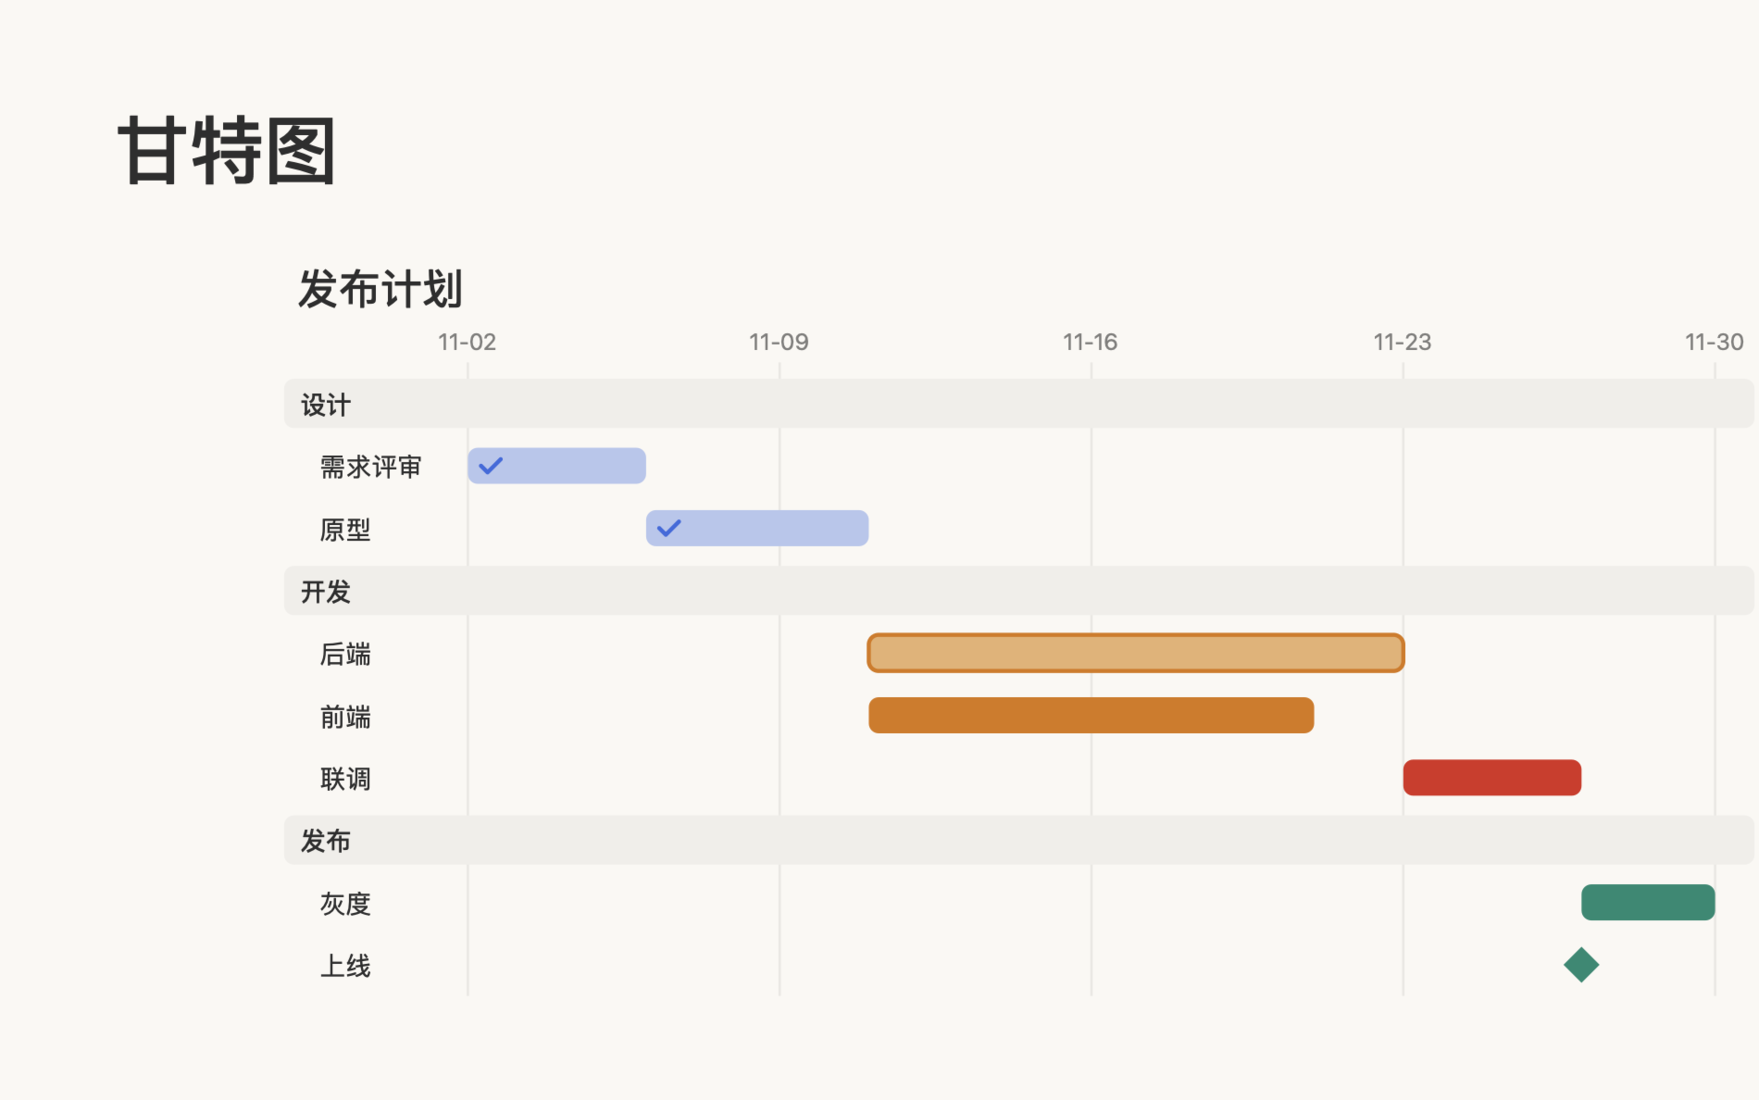 甘特图
发布计划
11-02 11-09 11-16 11-23 11-30
设计
需求评审
原型
开发
后端
前端
联调
发布
灰度
上线